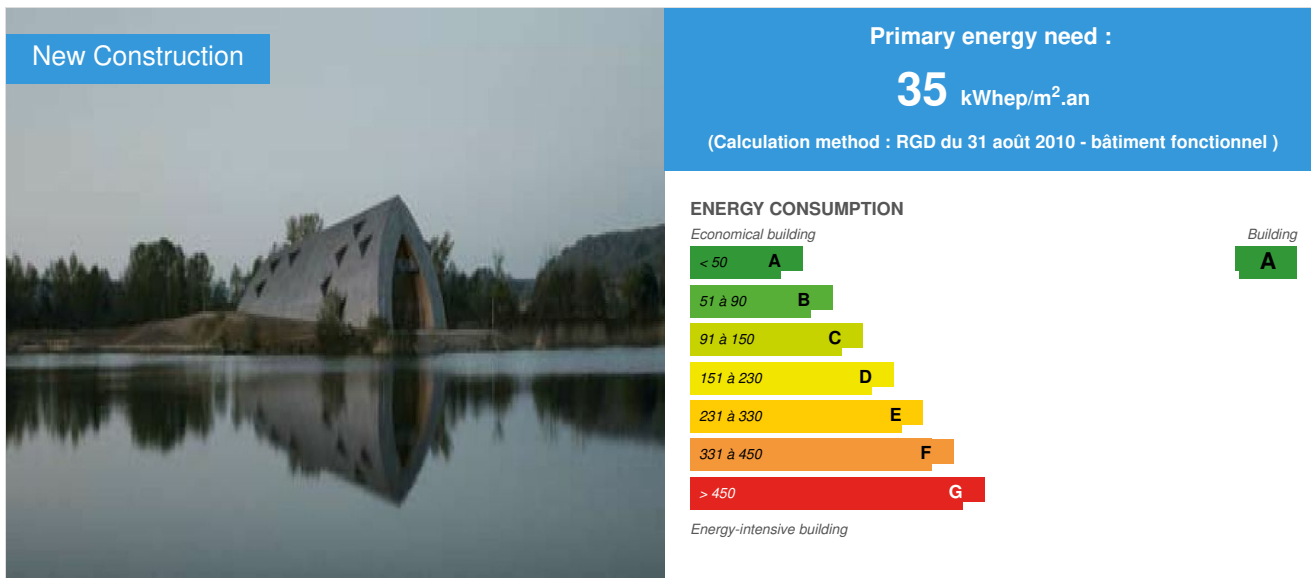 New Construction
Primary energy need :
35 kWhep/m².an
(Calculation method : RGD du 31 août 2010 - bâtiment fonctionnel )
ENERGY CONSUMPTION
Economical building
Building
< 50 A
A
51 à 90 B
91 à 150 C
151 à 230 D
231 à 330 E
331 à 450 F
> 450 G
Energy-intensive building